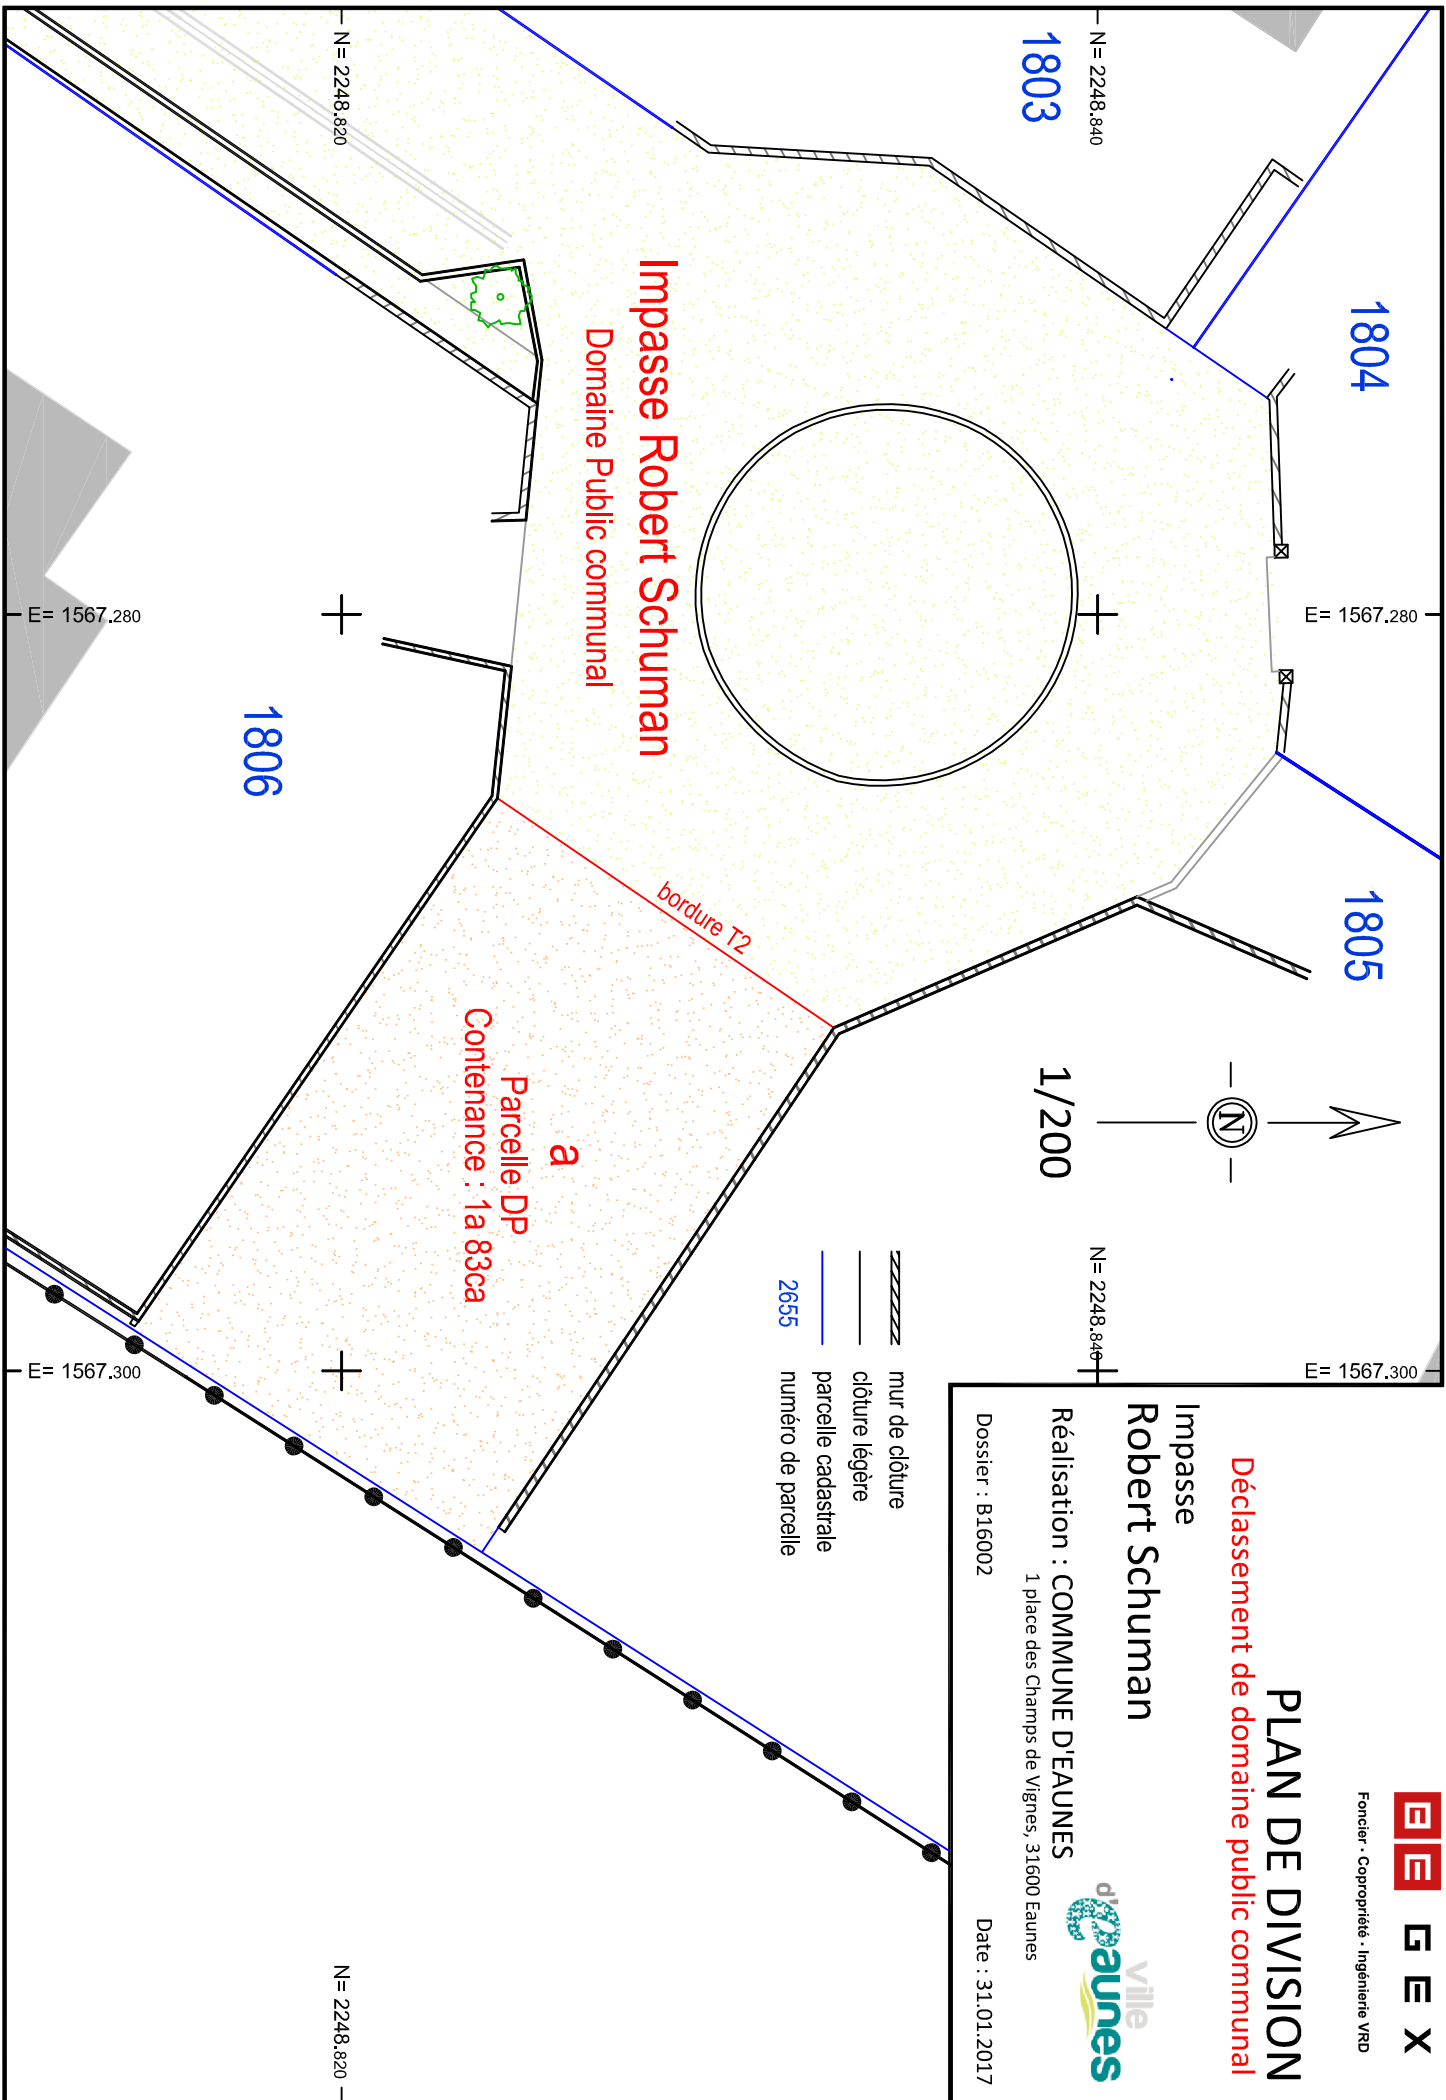 GEX
Foncier · Copropriété · Ingénierie VRD
PLAN DE DIVISION
Déclassement de domaine public communal
Impasse
Robert Schuman
Réalisation : COMMUNE D'EAUNES
1 place des Champs de Vignes, 31600 Eaunes
ville
d'eaunes
Dossier : B16002
Date : 31.01.2017
E= 1567.280
E= 1567.300
1804
1805
N= 2248.840
N= 2248.840
1803
1/200
N
mur de clôture
clôture légère
parcelle cadastrale
2655 numéro de parcelle
Impasse Robert Schuman
Domaine Public communal
bordure T2
a
Parcelle DP
Contenance : 1a 83ca
N= 2248.820
N= 2248.820
1806
E= 1567.280
E= 1567.300